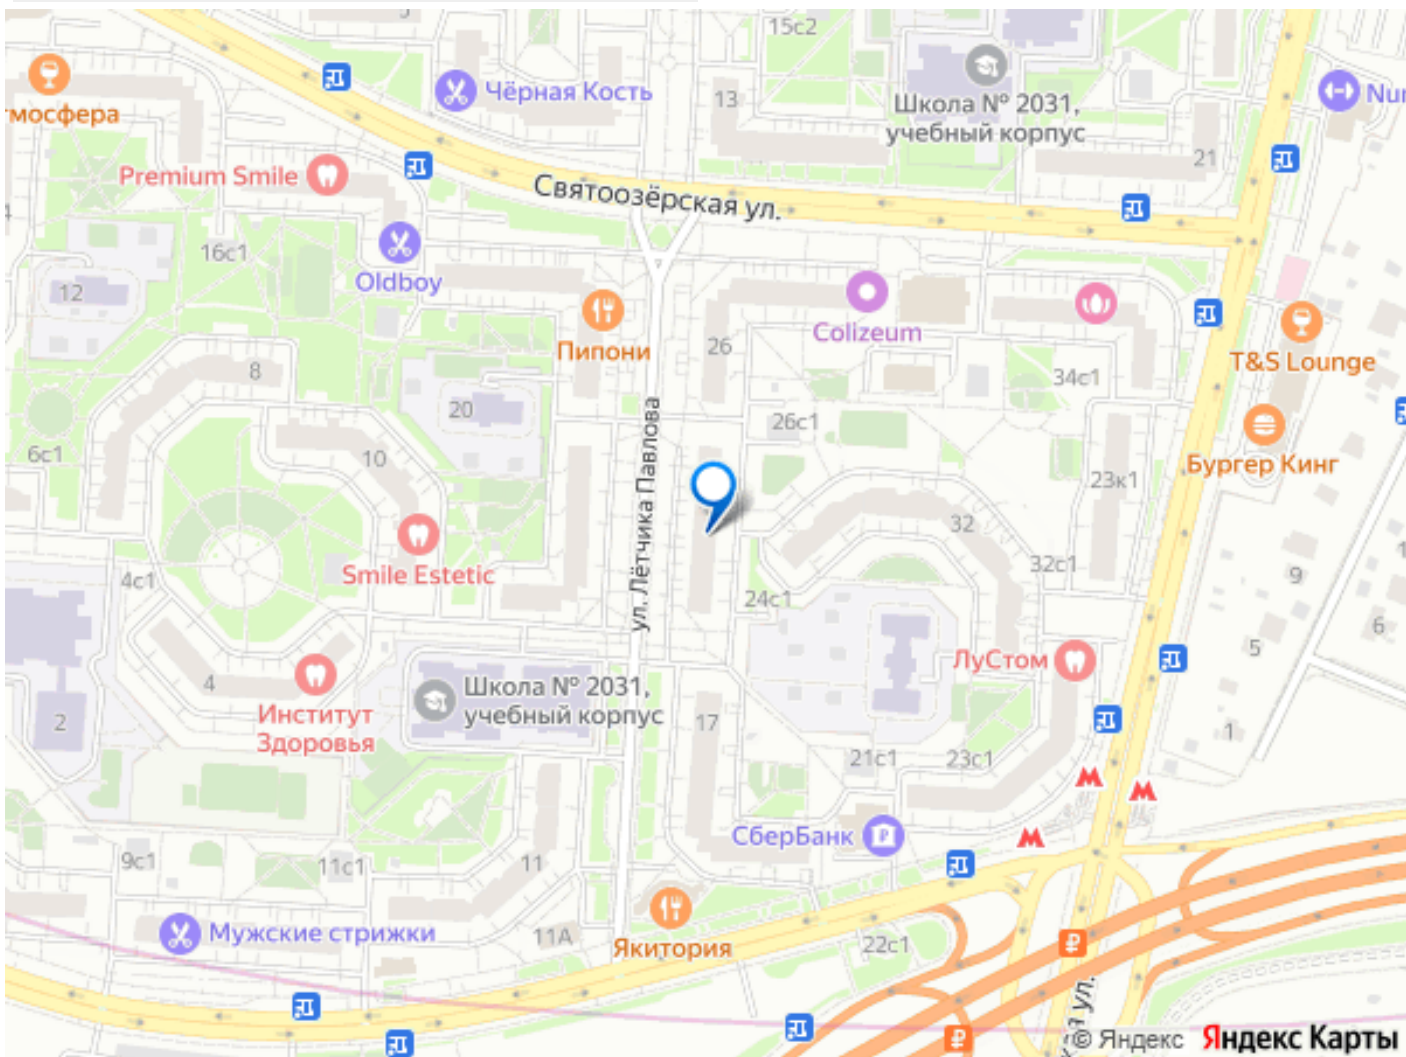 15с2
5
Чёрная Кость
13
Школа № 2031,
учебный корпус
Nur
мосфера
Premium Smile
21
Святоозёрская ул.
16с1
Oldboy
12
Colizeum
T&S Lounge
Пипони
26
8
34с1
20
26с1
6с1
10
Бургер Кинг
23к1
ул. Лётчика Павлова
32
32с1
Smile Estetic
4с1
9
24с1
6
5
ЛуСтом
4
Школа № 2031,
учебный корпус
Институт
Здоровья
2
17
1
21с1
23с1
СберБанк
9с1
11с1
11
Мужские стрижки
11А
Якитория
22с1
ул.
© Яндекс Яндекс Карты